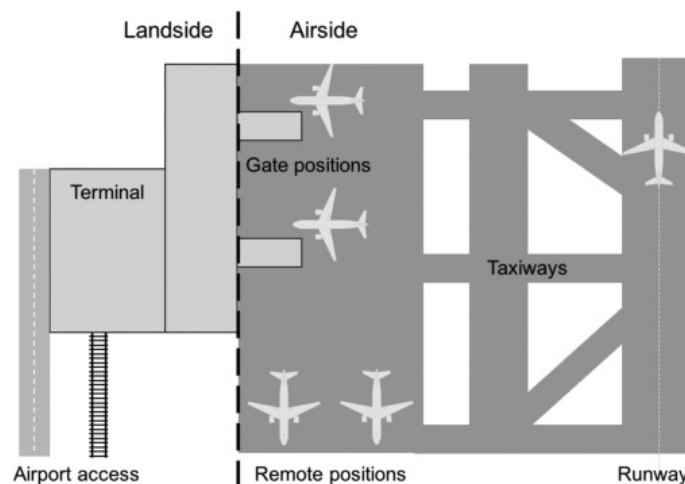 Landside
Airside
Gate positions
Terminal
Taxiways
Airport access
Remote positions
Runway